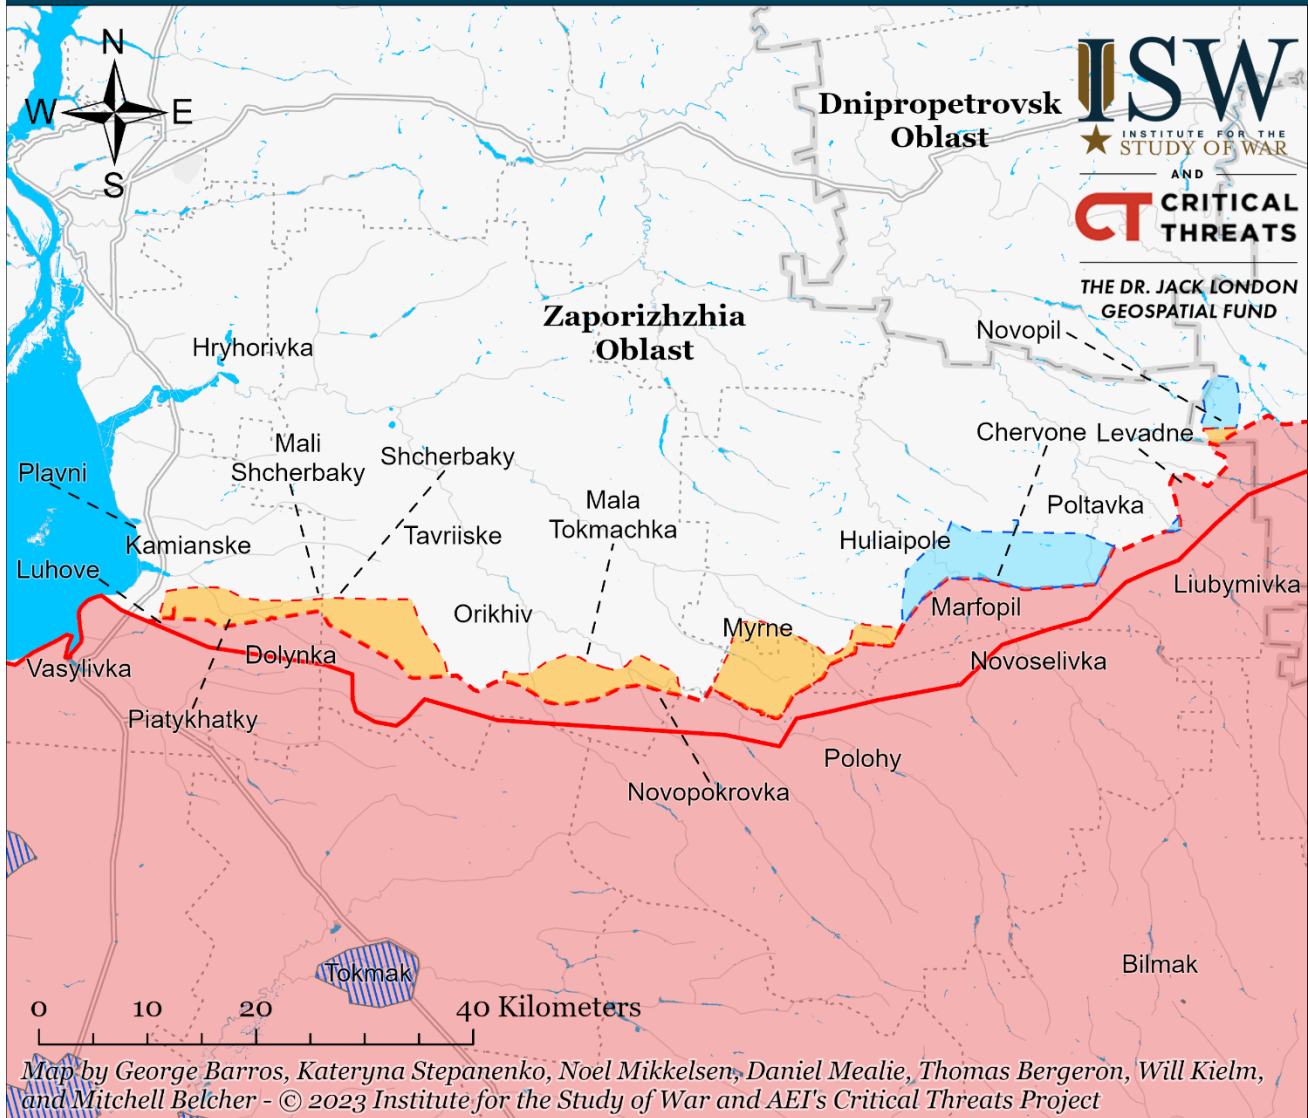 N
W
E
S
Dnipropetrovsk
Oblast
ISW
INSTITUTE FOR THE
STUDY OF WAR
AND
CT CRITICAL
THREATS
THE DR. JACK LONDON
GEOSPATIAL FUND
Zaporizhzhia
Oblast
Novopil
Hryhorivka
Mali
Shcherbaky
Shcherbaky
Chervone
Levadne
Plavni
Mala
Tokmachka
Poltavka
Kamianske
Tavriiske
Huliaipole
Luhove
Liubymivka
Orikhiv
Marfopil
Myrne
Vasylivka
Dolynka
Novoselivka
Piatykhatky
Polohy
Novopokrovka
Tokmak
Bilmak
0 10 20 40 Kilometers
Map by George Barros, Kateryna Stepanenko, Noel Mikkelsen, Daniel Mealie, Thomas Bergeron, Will Kielm,
and Mitchell Belcher - © 2023 Institute for the Study of War and AEI's Critical Threats Project